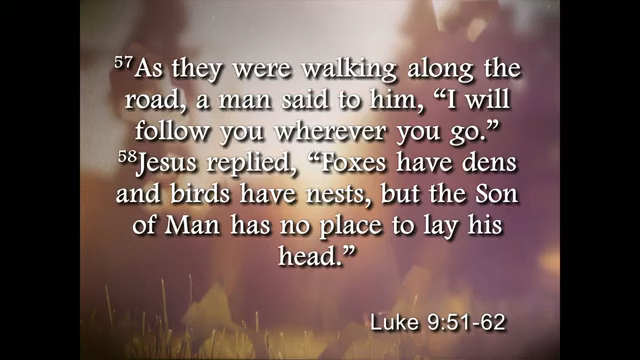 ⁵⁷As they were walking along the
road, a man said to him, “I will
follow you wherever you go.”
⁵⁸Jesus replied, “Foxes have dens
and birds have nests, but the Son
of Man has no place to lay his
head.”
Luke 9:51-62